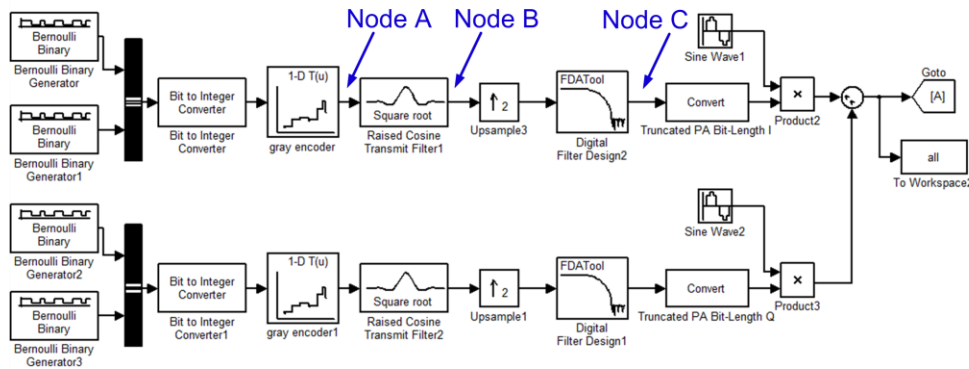 Node A
Node B
Node C
Bernoulli
Binary
Bernoulli Binary
Generator
Bernoulli
Binary
Bernoulli Binary
Generator1
Bit to Integer
Converter
Bit to Integer
Converter
1-D T(u)
gray encoder
Square root
Raised Cosine
Transmit Filter1
2
Upsample3
FDATool
Digital
Filter Design2
Convert
Truncated PA Bit-Length I
Sine Wave1
×
Product2
Goto
[A]
all
To Workspace2
Bernoulli
Binary
Bernoulli Binary
Generator2
Bernoulli
Binary
Bernoulli Binary
Generator3
Bit to Integer
Converter
Bit to Integer
Converter1
1-D T(u)
gray encoder1
Square root
Raised Cosine
Transmit Filter2
2
Upsample1
FDATool
Digital
Filter Design1
Convert
Truncated PA Bit-Length Q
Sine Wave2
×
Product3